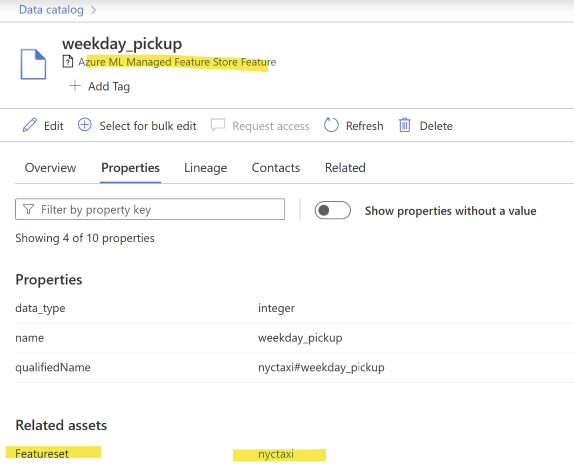 Data catalog >
weekday_pickup
Azure ML Managed Feature Store Feature
Add Tag
Edit Select for bulk edit Request access Refresh Delete
Overview Properties Lineage Contacts Related
Filter by property key Show properties without a value
Showing 4 of 10 properties
Properties
data_type integer
name weekday_pickup
qualifiedName nyctaxi#weekday_pickup
Related assets
Featureset nyctaxi